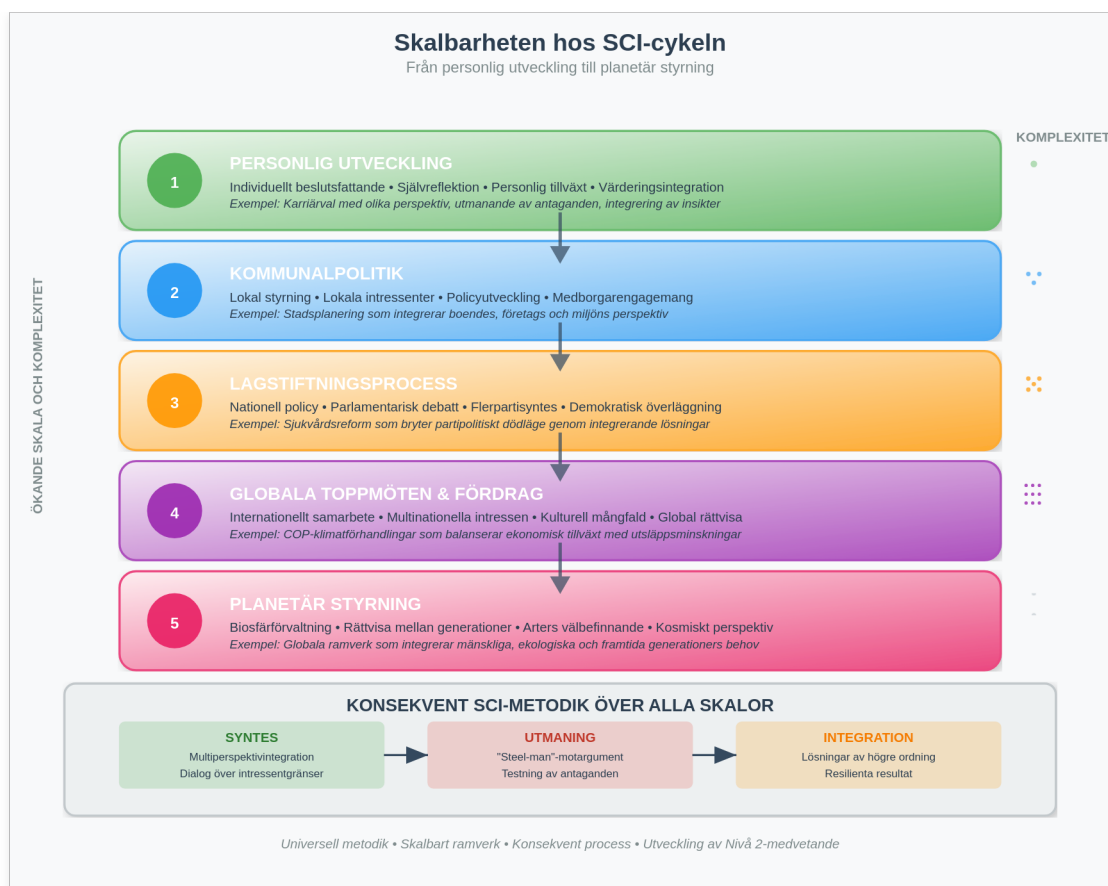 Skalbarheten hos SCI-cykeln
Från personlig utveckling till planetär styrning
KOMPLEXITET
ÖKANDE SKALA OCH KOMPLEXITET
1
PERSONLIG UTVECKLING
Individuellt beslutsfattande • Självreflektion • Personlig tillväxt • Värderingsintegration
Exempel: Karriärval med olika perspektiv, utmanande av antaganden, integrering av insikter
2
KOMMUNALPOLITIK
Lokal styrning • Lokala intressenter • Policyutveckling • Medborgarengagemang
Exempel: Stadsplanering som integrerar boendes, företags och miljöns perspektiv
3
LAGSTIFTNINGSPROCESS
Nationell policy • Parlamentarisk debatt • Flerpartisyntes • Demokratisk överläggning
Exempel: Sjukvårdsreform som bryter partipolitiskt dödläge genom integrerande lösningar
4
GLOBALA TOPPMÖTEN & FÖRDRAG
Internationellt samarbete • Multinationella intressen • Kulturell mångfald • Global rättvisa
Exempel: COP-klimatförhandlingar som balanserar ekonomisk tillväxt med utsläppsminskningar
5
PLANETÄR STYRNING
Biosfärförvaltning • Rättvisa mellan generationer • Arters välbefinnande • Kosmiskt perspektiv
Exempel: Globala ramverk som integrerar mänskliga, ekologiska och framtida generationers behov
KONSEKVENT SCI-METODIK ÖVER ALLA SKALOR
SYNTES
Multiperspektivintegration
Dialog över intressentgränser
UTMANING
"Steel-man"-motargument
Testning av antaganden
INTEGRATION
Lösningar av högre ordning
Resilienta resultat
Universell metodik • Skalbart ramverk • Konsekvent process • Utveckling av Nivå 2-medvetande